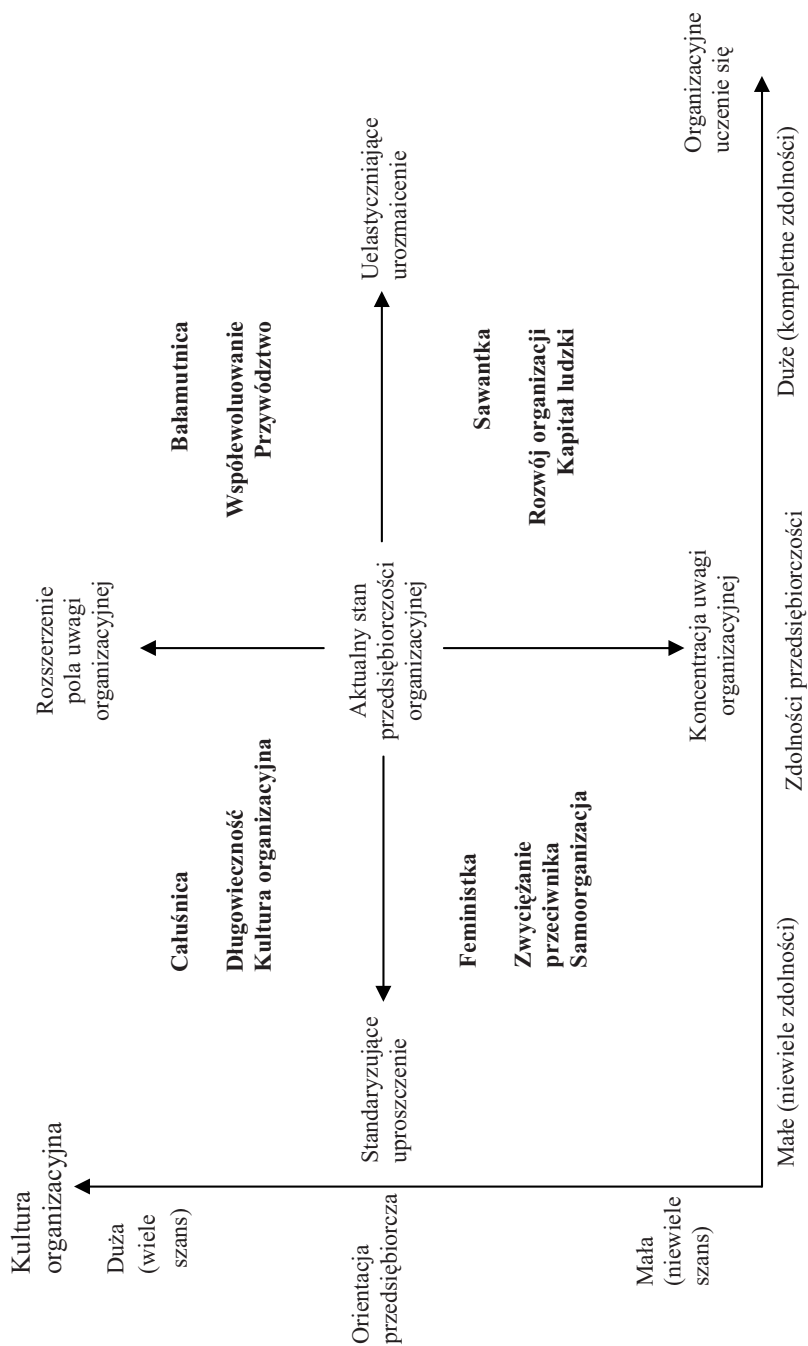 Kultura
organizacyjna
Duża
(wiele
szans)
Orientacja
przedsiębiorcza
Mała
(niewiele
szans)
Rozszerzenie
pola uwagi
organizacyjnej
Całuśnica
Długowieczność
Kultura organizacyjna
Bałamutnica
Współewoluowanie
Przywództwo
Standaryzujące
uproszczenie
Aktualny stan
przedsiębiorczości
organizacyjnej
Uelastyczniające
urozmaicenie
Feministka
Zwyciężanie
przeciwnika
Samoorganizacja
Sawantka
Rozwój organizacji
Kapitał ludzki
Koncentracja uwagi
organizacyjnej
Organizacyjne
uczenie się
Małe (niewiele zdolności)
Zdolności przedsiębiorczości
Duże (kompletne zdolności)